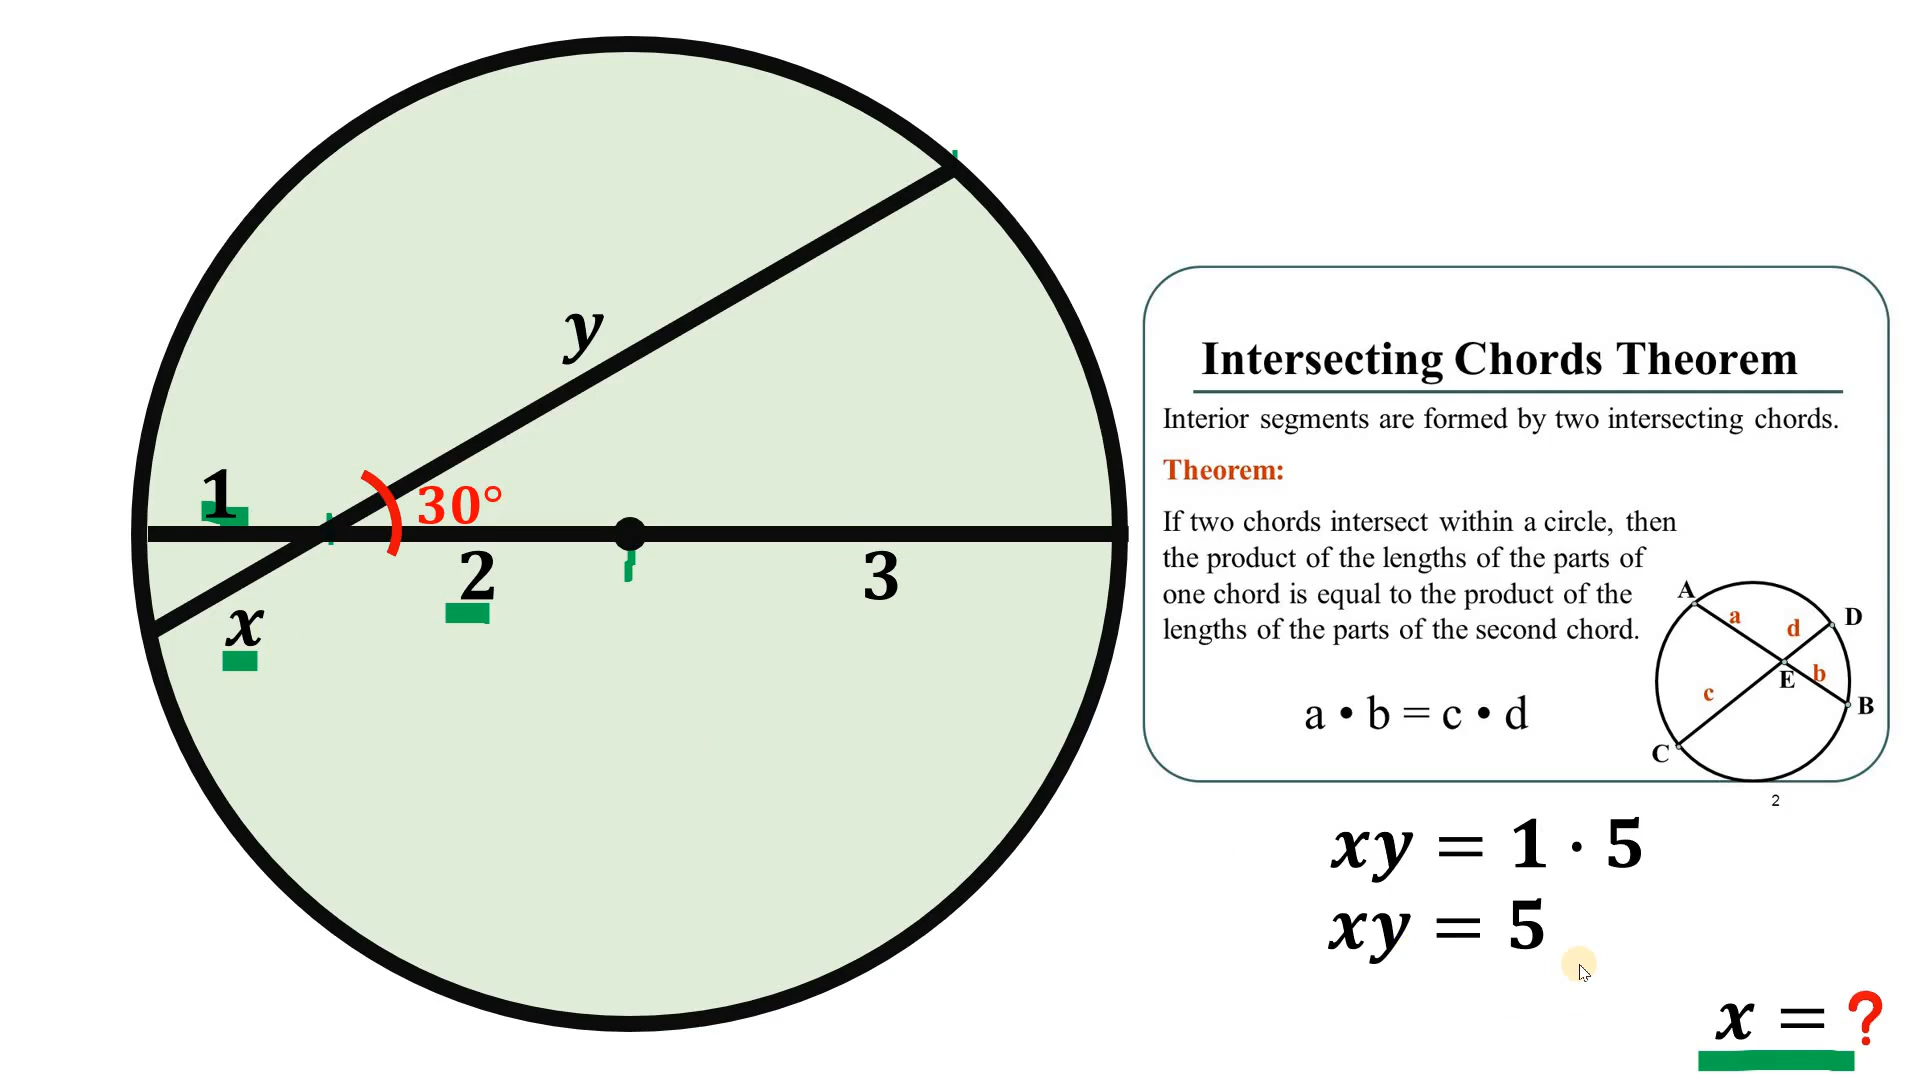 y
1
30°
2
3
x
Intersecting Chords Theorem
Interior segments are formed by two intersecting chords.
Theorem:
If two chords intersect within a circle, then
the product of the lengths of the parts of
one chord is equal to the product of the
lengths of the parts of the second chord.
a • b = c • d
A
a
d
D
c
E
b
B
C
2
xy = 1 · 5
xy = 5
x = ?